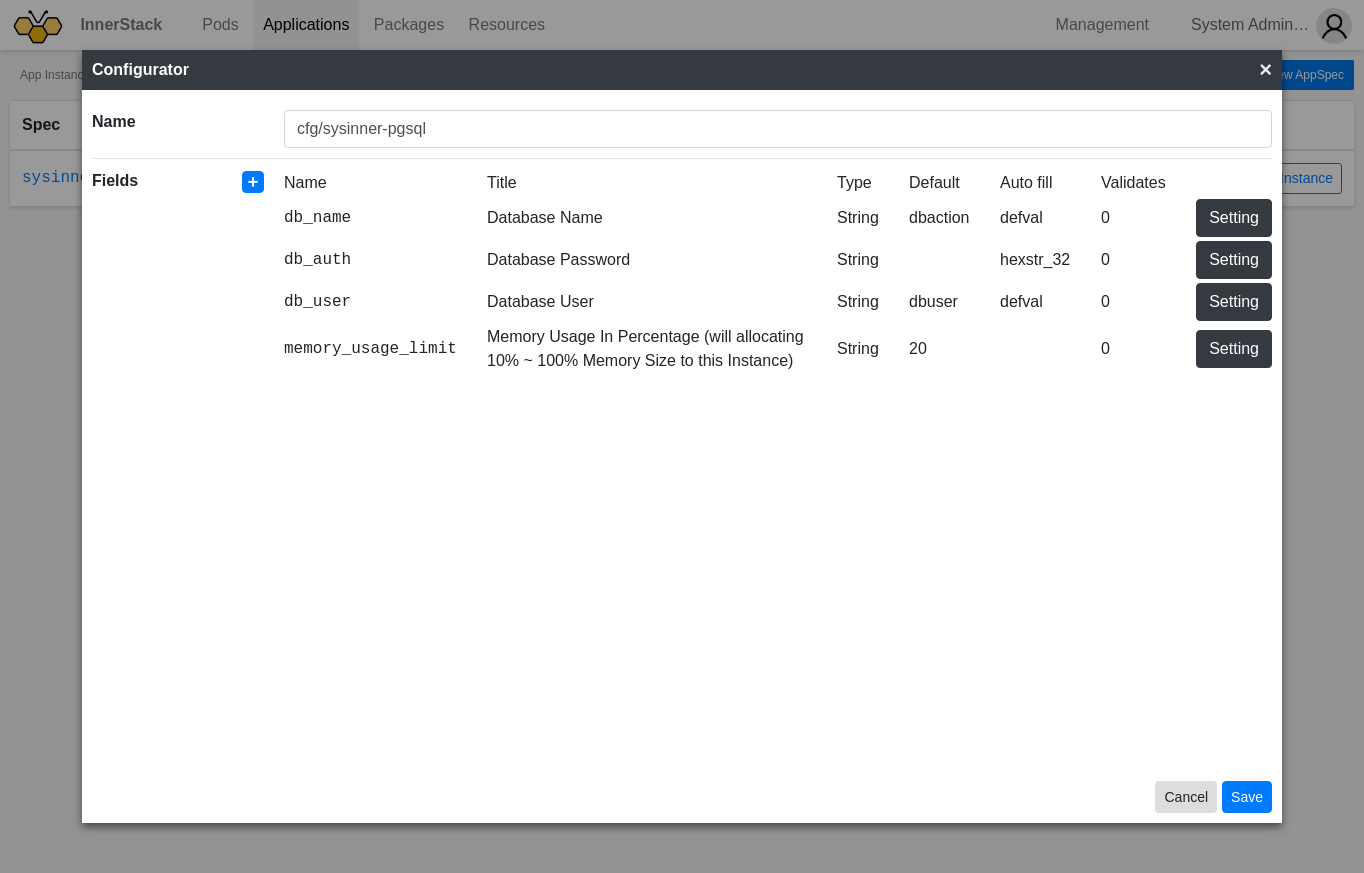 InnerStack Pods Applications Packages Resources Management System Admin...
App Instanc
AppSpec
Configurator ×
Spec
Name cfg/sysinner-pgsql
Fields + Name Title Type Default Auto fill Validates
Instance
db_name Database Name String dbaction defval 0 Setting
db_auth Database Password String hexstr_32 0 Setting
db_user Database User String dbuser defval 0 Setting
memory_usage_limit Memory Usage In Percentage (will allocating
10% ~ 100% Memory Size to this Instance) String 20 0 Setting
Cancel Save